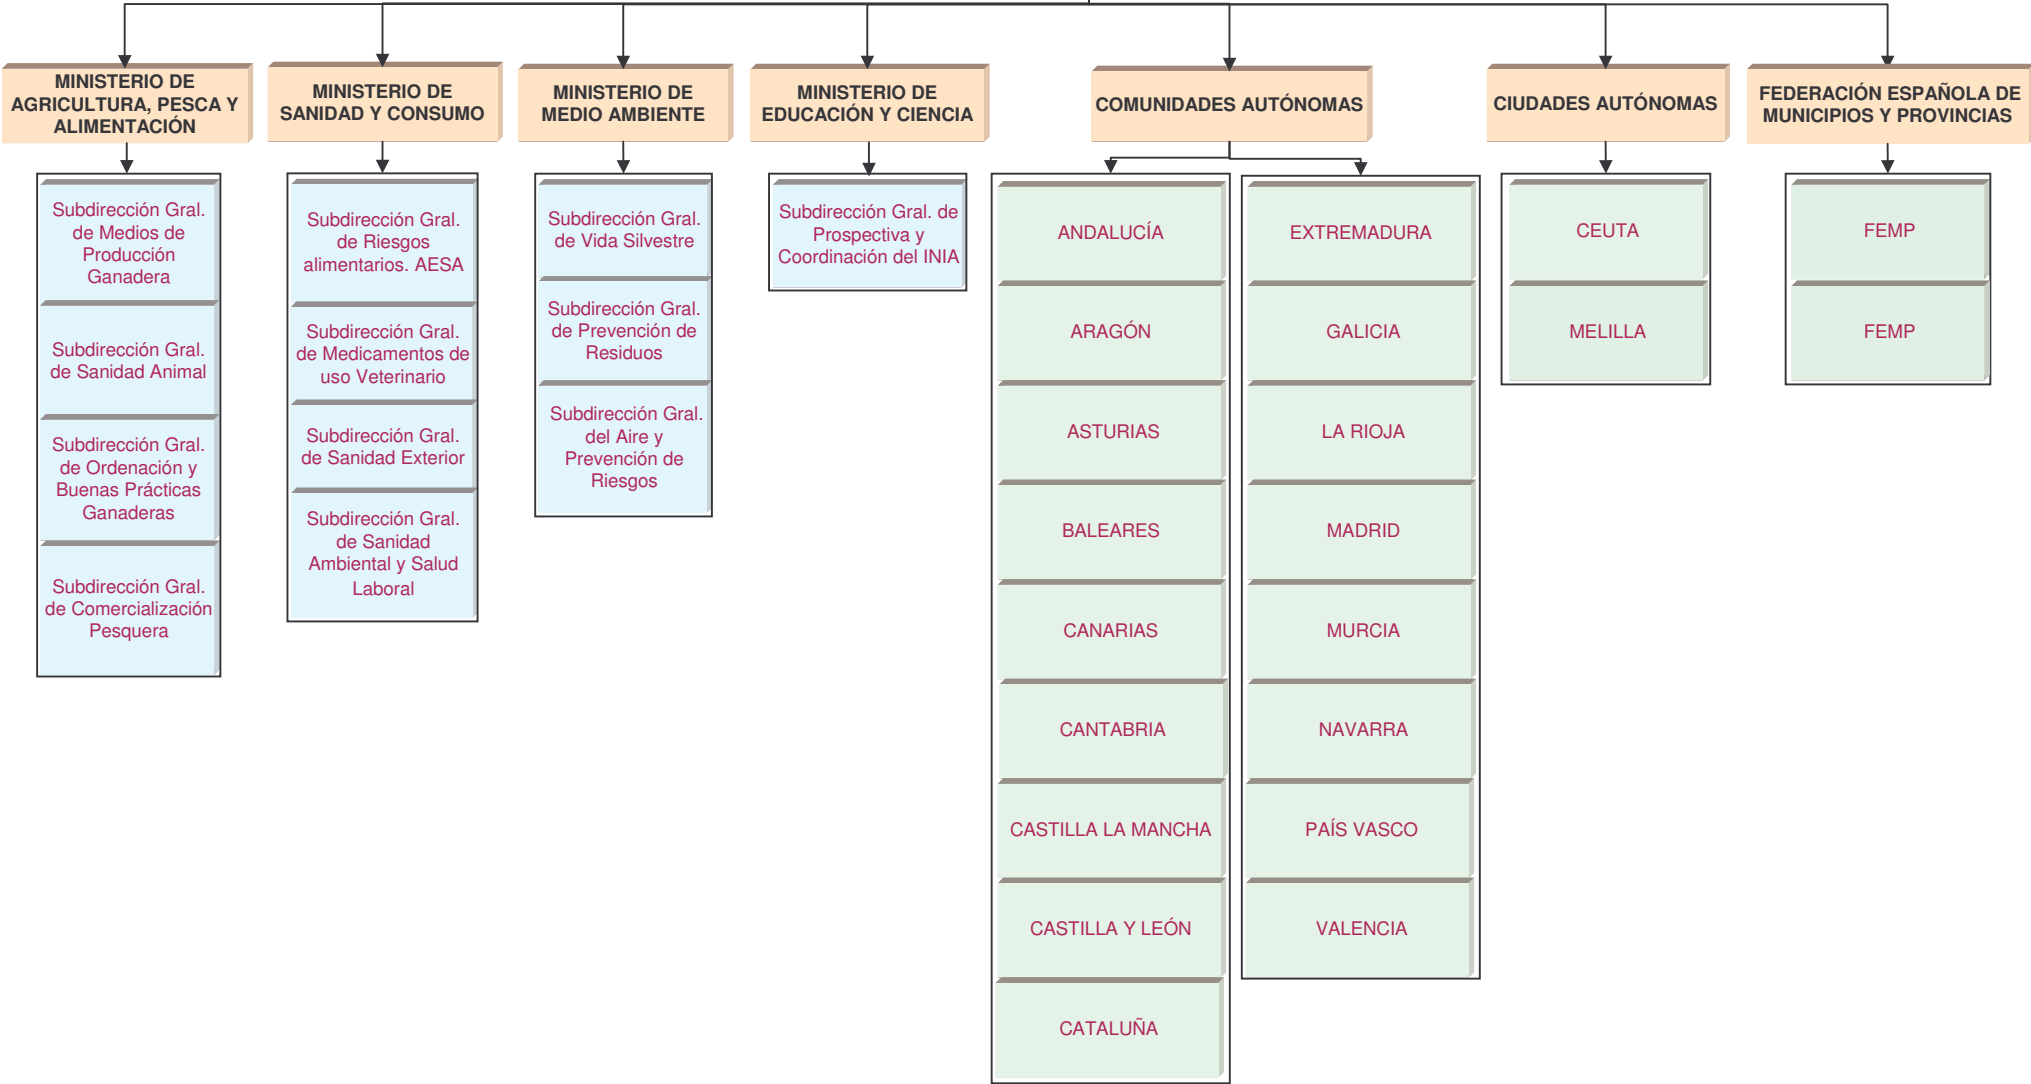 MINISTERIO DE
AGRICULTURA, PESCA Y
ALIMENTACIÓN
MINISTERIO DE
SANIDAD Y CONSUMO
MINISTERIO DE
MEDIO AMBIENTE
MINISTERIO DE
EDUCACIÓN Y CIENCIA
COMUNIDADES AUTÓNOMAS
CIUDADES AUTÓNOMAS
FEDERACIÓN ESPAÑOLA DE
MUNICIPIOS Y PROVINCIAS
Subdirección Gral.
de Medios de
Producción
Ganadera
Subdirección Gral.
de Sanidad Animal
Subdirección Gral.
de Ordenación y
Buenas Prácticas
Ganaderas
Subdirección Gral.
de Comercialización
Pesquera
Subdirección Gral.
de Riesgos
alimentarios. AESA
Subdirección Gral.
de Medicamentos de
uso Veterinario
Subdirección Gral.
de Sanidad Exterior
Subdirección Gral.
de Sanidad
Ambiental y Salud
Laboral
Subdirección Gral.
de Vida Silvestre
Subdirección Gral.
de Prevención de
Residuos
Subdirección Gral.
del Aire y
Prevención de
Riesgos
Subdirección Gral. de
Prospectiva y
Coordinación del INIA
ANDALUCÍA
ARAGÓN
ASTURIAS
BALEARES
CANARIAS
CANTABRIA
CASTILLA LA MANCHA
CASTILLA Y LEÓN
CATALUÑA
EXTREMADURA
GALICIA
LA RIOJA
MADRID
MURCIA
NAVARRA
PAÍS VASCO
VALENCIA
CEUTA
MELILLA
FEMP
FEMP